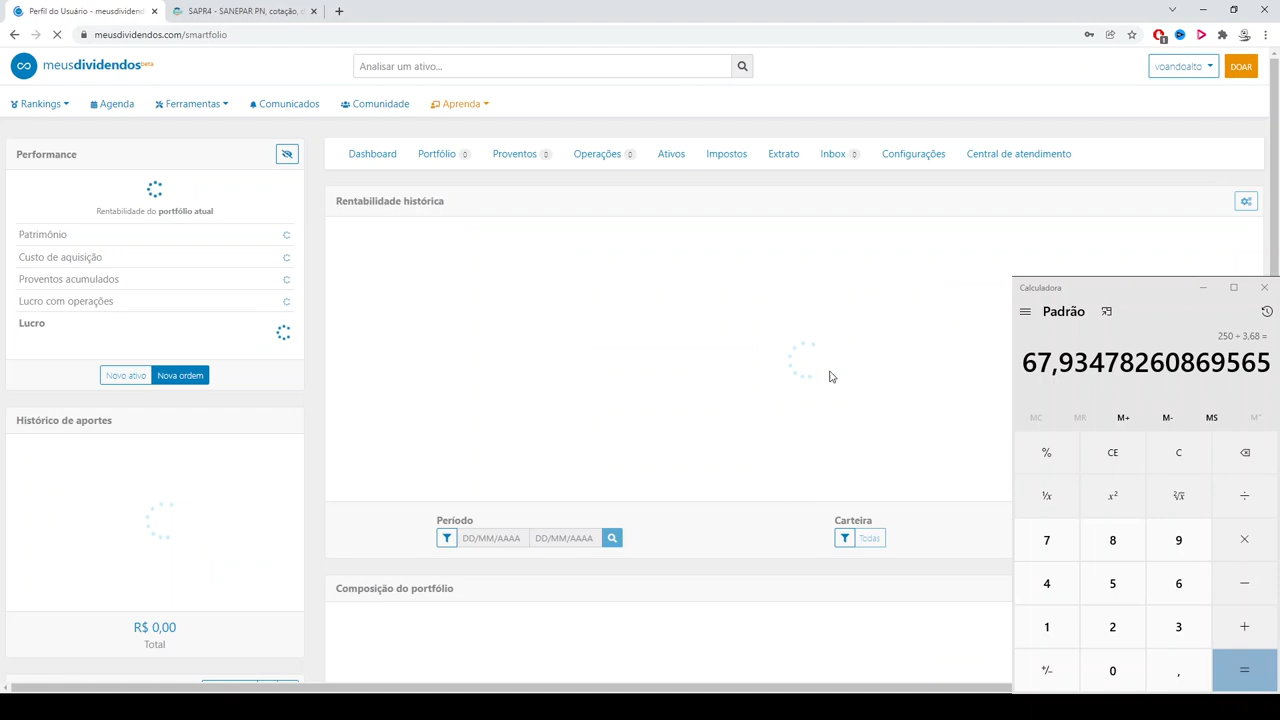 Perfil do Usuário - meusdividend
SAPR4 - SANEPAR PN, cotação, d
meusdividendos.com/smartfolio
1
meusdividendosbeta
Analisar um ativo...
voandoalto
DOAR
Rankings
Agenda
Ferramentas
Comunicados
Comunidade
Aprenda
Performance
Rentabilidade do portfólio atual
Patrimônio
Custo de aquisição
Proventos acumulados
Lucro com operações
Lucro
Novo ativo
Nova ordem
Histórico de aportes
R$ 0,00
Total
Dashboard
Portfólio 0
Proventos 0
Operações 0
Ativos
Impostos
Extrato
Inbox 0
Configurações
Central de atendimento
Rentabilidade histórica
Período
DD/MM/AAAA
DD/MM/AAAA
Carteira
Todas
Composição do portfólio
Calculadora
Padrão
250 ÷ 3,68 =
67,93478260869565
MC MR M+ M- MS M˅
% CE C
¹/x x² ²√x ÷
7 8 9 ×
4 5 6 −
1 2 3 +
+/− 0 , =